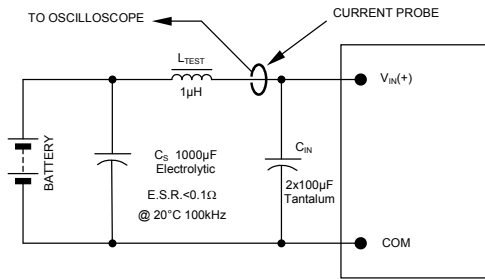 TO OSCILLOSCOPE
CURRENT PROBE
LTEST
1μH
VIN(+)
BATTERY
CS 1000μF
Electrolytic
E.S.R.<0.1Ω
@ 20°C 100kHz
CIN
2x100μF
Tantalum
COM